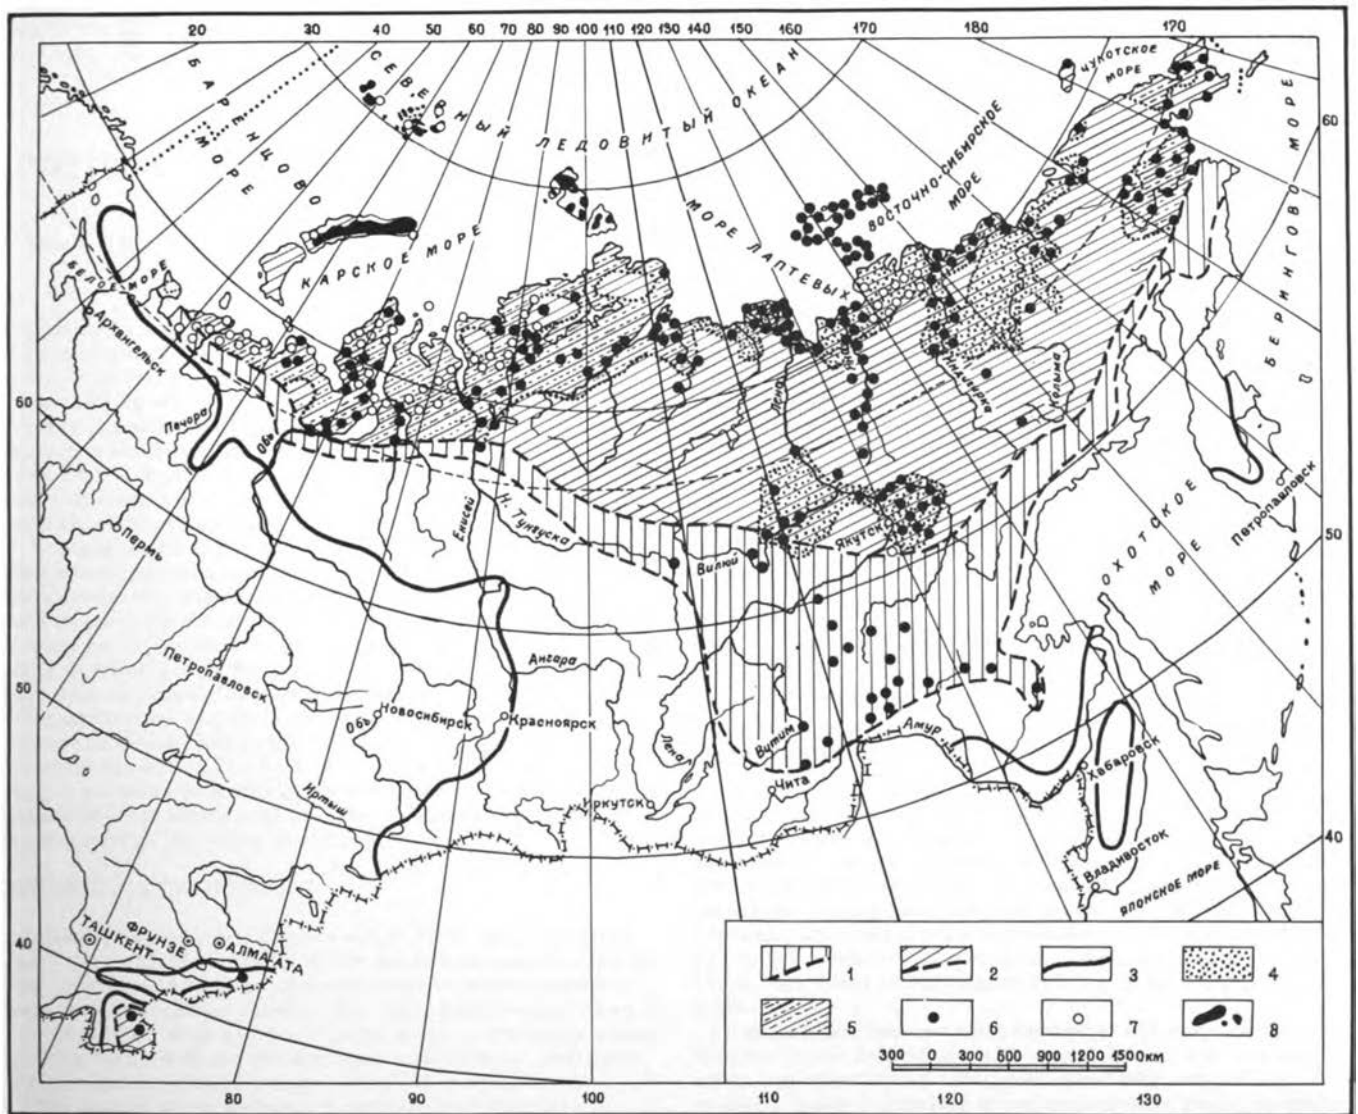 20 30 40 50 60 70 80 90 100 110 120 130 140 150 160 170 180 170
СЕВЕРНЫЙ ЛЕДОВИТЫЙ ОКЕАН
БАРЕНЦОВО
МОРЕ
ЧУКОТСКОЕ
МОРЕ
60
БЕРИНГОВО МОРЕ
ВОСТОЧНО-СИБИРСКОЕ
МОРЕ
МОРЕ ЛАПТЕВЫХ
КАРСКОЕ МОРЕ
БЕЛОЕ МОРЕ
Архангельск
60
Печора
Обь
Енисей
Н. Тунгуска
Лена
Индигирка
Колыма
Якутск
Вилюй
Пермь
ОХОТСКОЕ
МОРЕ
Петропавловск
50
Петропавловск
50
Ангара
Обь
Новосибирск
Красноярск
Лена
Витим
Амур
Хабаровск
Иртыш
Иркутск
Чита
40
Владивосток
ЯПОНСКОЕ МОРЕ
40
ТАШКЕНТ
ФРУНЗЕ
АЛМА-АТА
1 2 3 4
5 6 7 8
300 0 300 600 900 1200 1500км
80 90 100 110 120 130